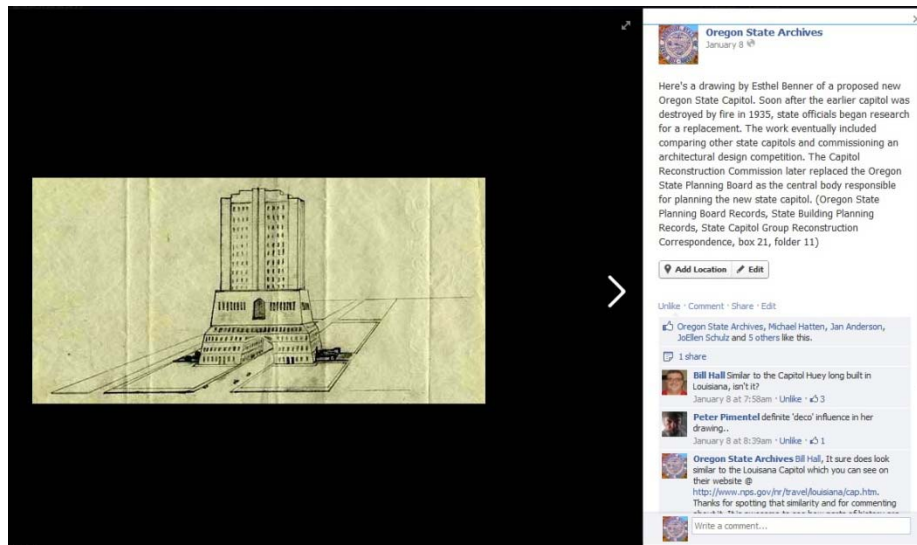 Oregon State Archives
January 8
Here's a drawing by Esthel Benner of a proposed new
Oregon State Capitol. Soon after the earlier capitol was
destroyed by fire in 1935, state officials began research
for a replacement. The work eventually included
comparing other state capitols and commissioning an
architectural design competition. The Capitol
Reconstruction Commission later replaced the Oregon
State Planning Board as the central body responsible
for planning the new state capitol. (Oregon State
Planning Board Records, State Building Planning
Records, State Capitol Group Reconstruction
Correspondence, box 21, folder 11)
Add Location Edit
Unlike · Comment · Share · Edit
Oregon State Archives, Michael Hatten, Jan Anderson,
JoEllen Schulz and 5 others like this.
1 share
Bill Hall Similar to the Capitol Huey long built in
Louisiana, isn't it?
January 8 at 7:58am · Unlike · 3
Peter Pimentel definite 'deco' influence in her
drawing..
January 8 at 8:39am · Unlike · 1
Oregon State Archives Bill Hall, It sure does look
similar to the Louisana Capitol which you can see on
their website @
http://www.nps.gov/nr/travel/louisiana/cap.htm.
Thanks for spotting that similarity and for commenting
Write a comment...